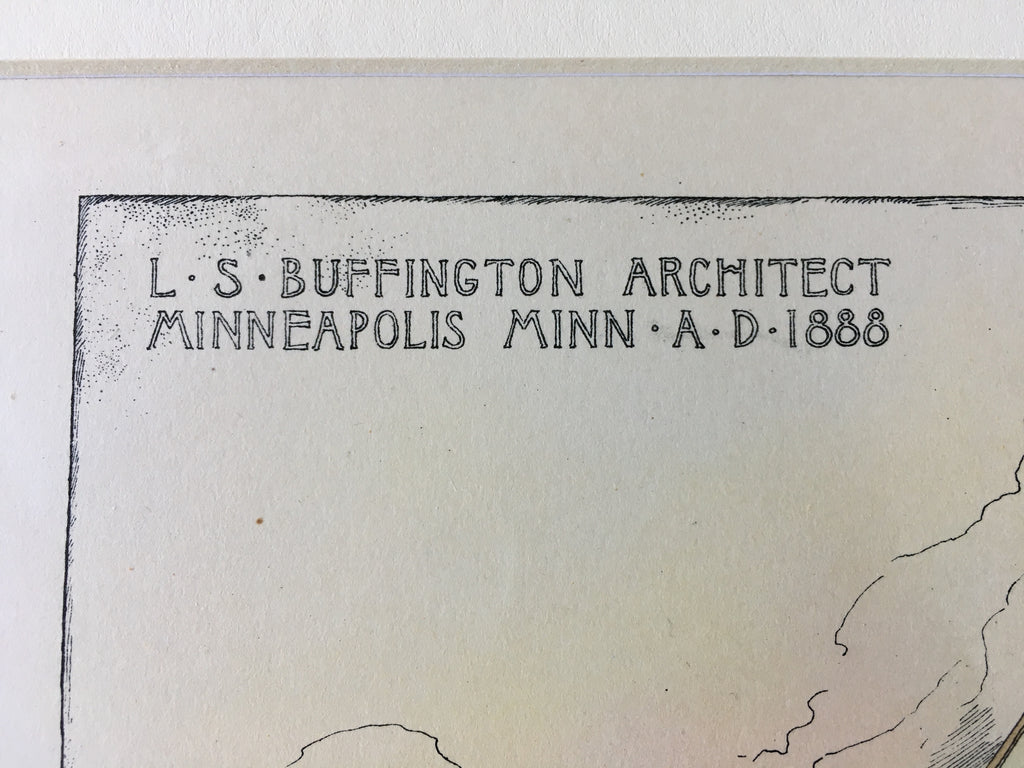 L·S·BUFFINGTON ARCHITECT
MINNEAPOLIS MINN·A·D·1888